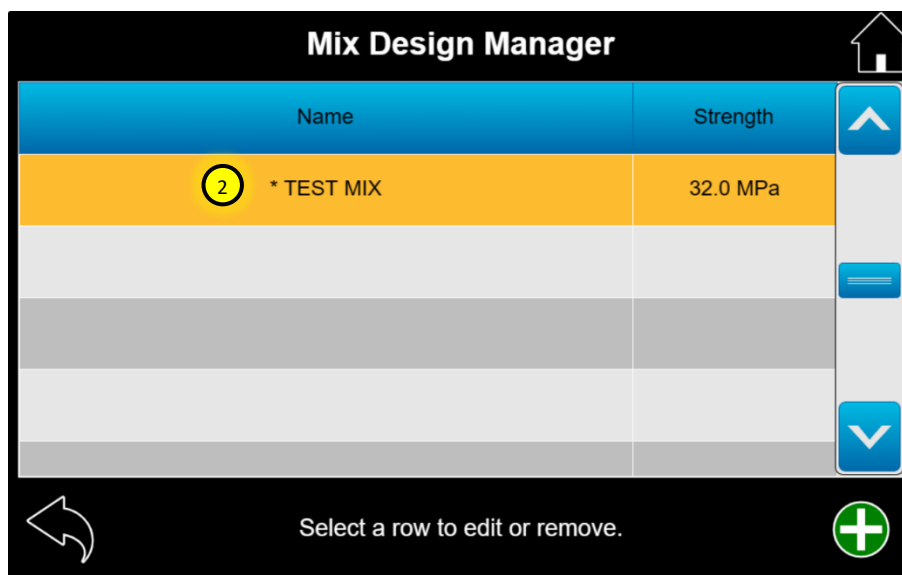 Mix Design Manager
Name Strength
2 * TEST MIX 32.0 MPa
Select a row to edit or remove.